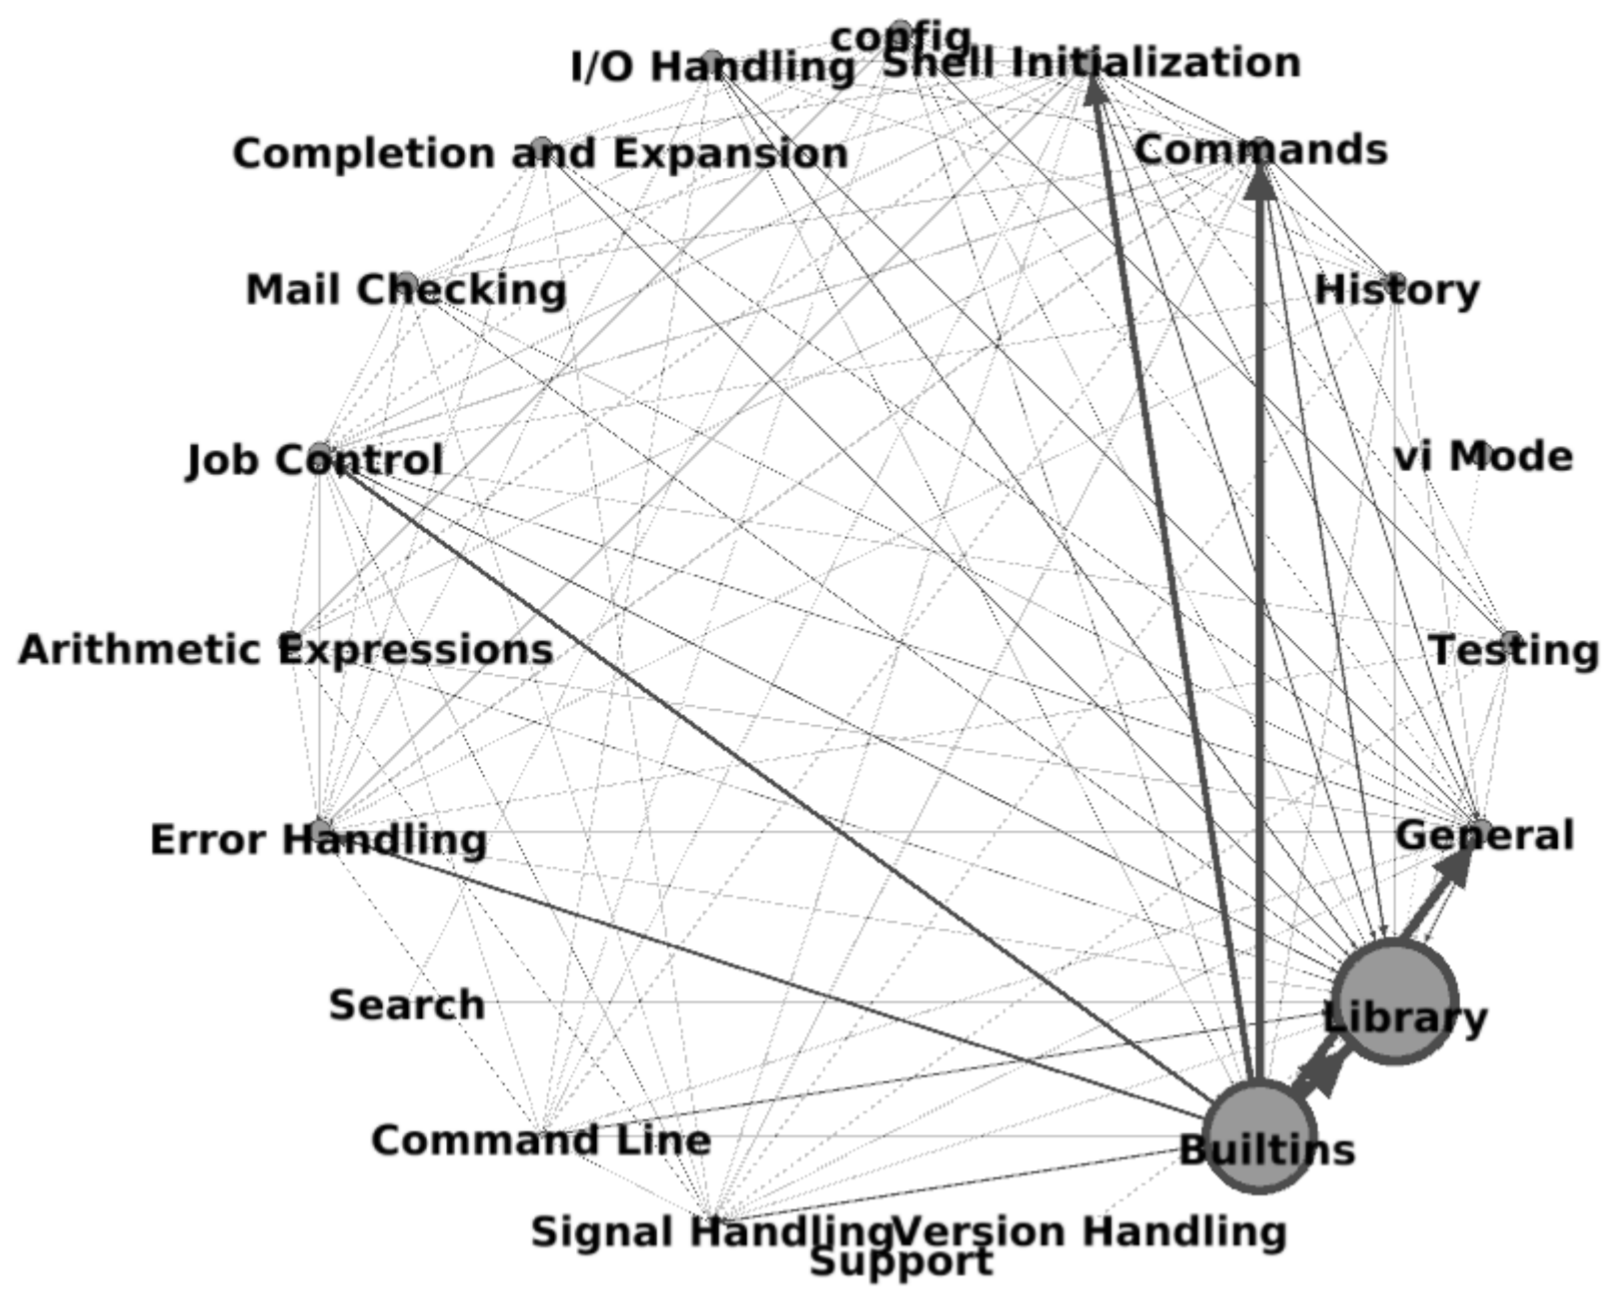 config
I/O Handling
Shell Initialization
Completion and Expansion
Commands
Mail Checking
History
Job Control
vi Mode
Arithmetic Expressions
Testing
Error Handling
General
Search
Library
Command Line
Builtins
Signal Handling
Version Handling
Support